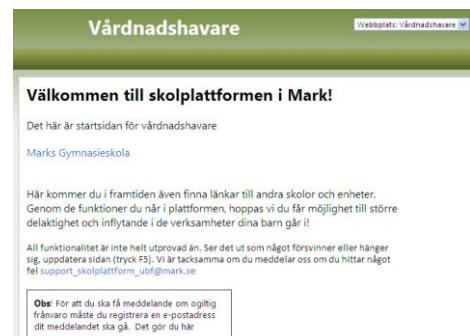 Vårdnadshavare
Webbplats: Vårdnadshavare
Välkommen till skolplattformen i Mark!
Det här är startsidan för vårdnadshavare
Marks Gymnasieskola
Här kommer du i framtiden även finna länkar till andra skolor och enheter.
Genom de funktioner du når i plattformen, hoppas vi du får möjlighet till större
delaktighet och inflytande i de verksamheter dina barn går i!
All funktionalitet är inte helt utprovad än. Ser det ut som något försvinner eller hänger
sig, uppdatera sidan (tryck F5). Vi är tacksamma om du meddelar oss om du hittar något
fel support_skolplattform_ubf@mark.se
Obs! För att du ska få meddelande om ogiltig
frånvaro måste du registrera en e-postadress
dit meddelandet ska gå. Det gör du här